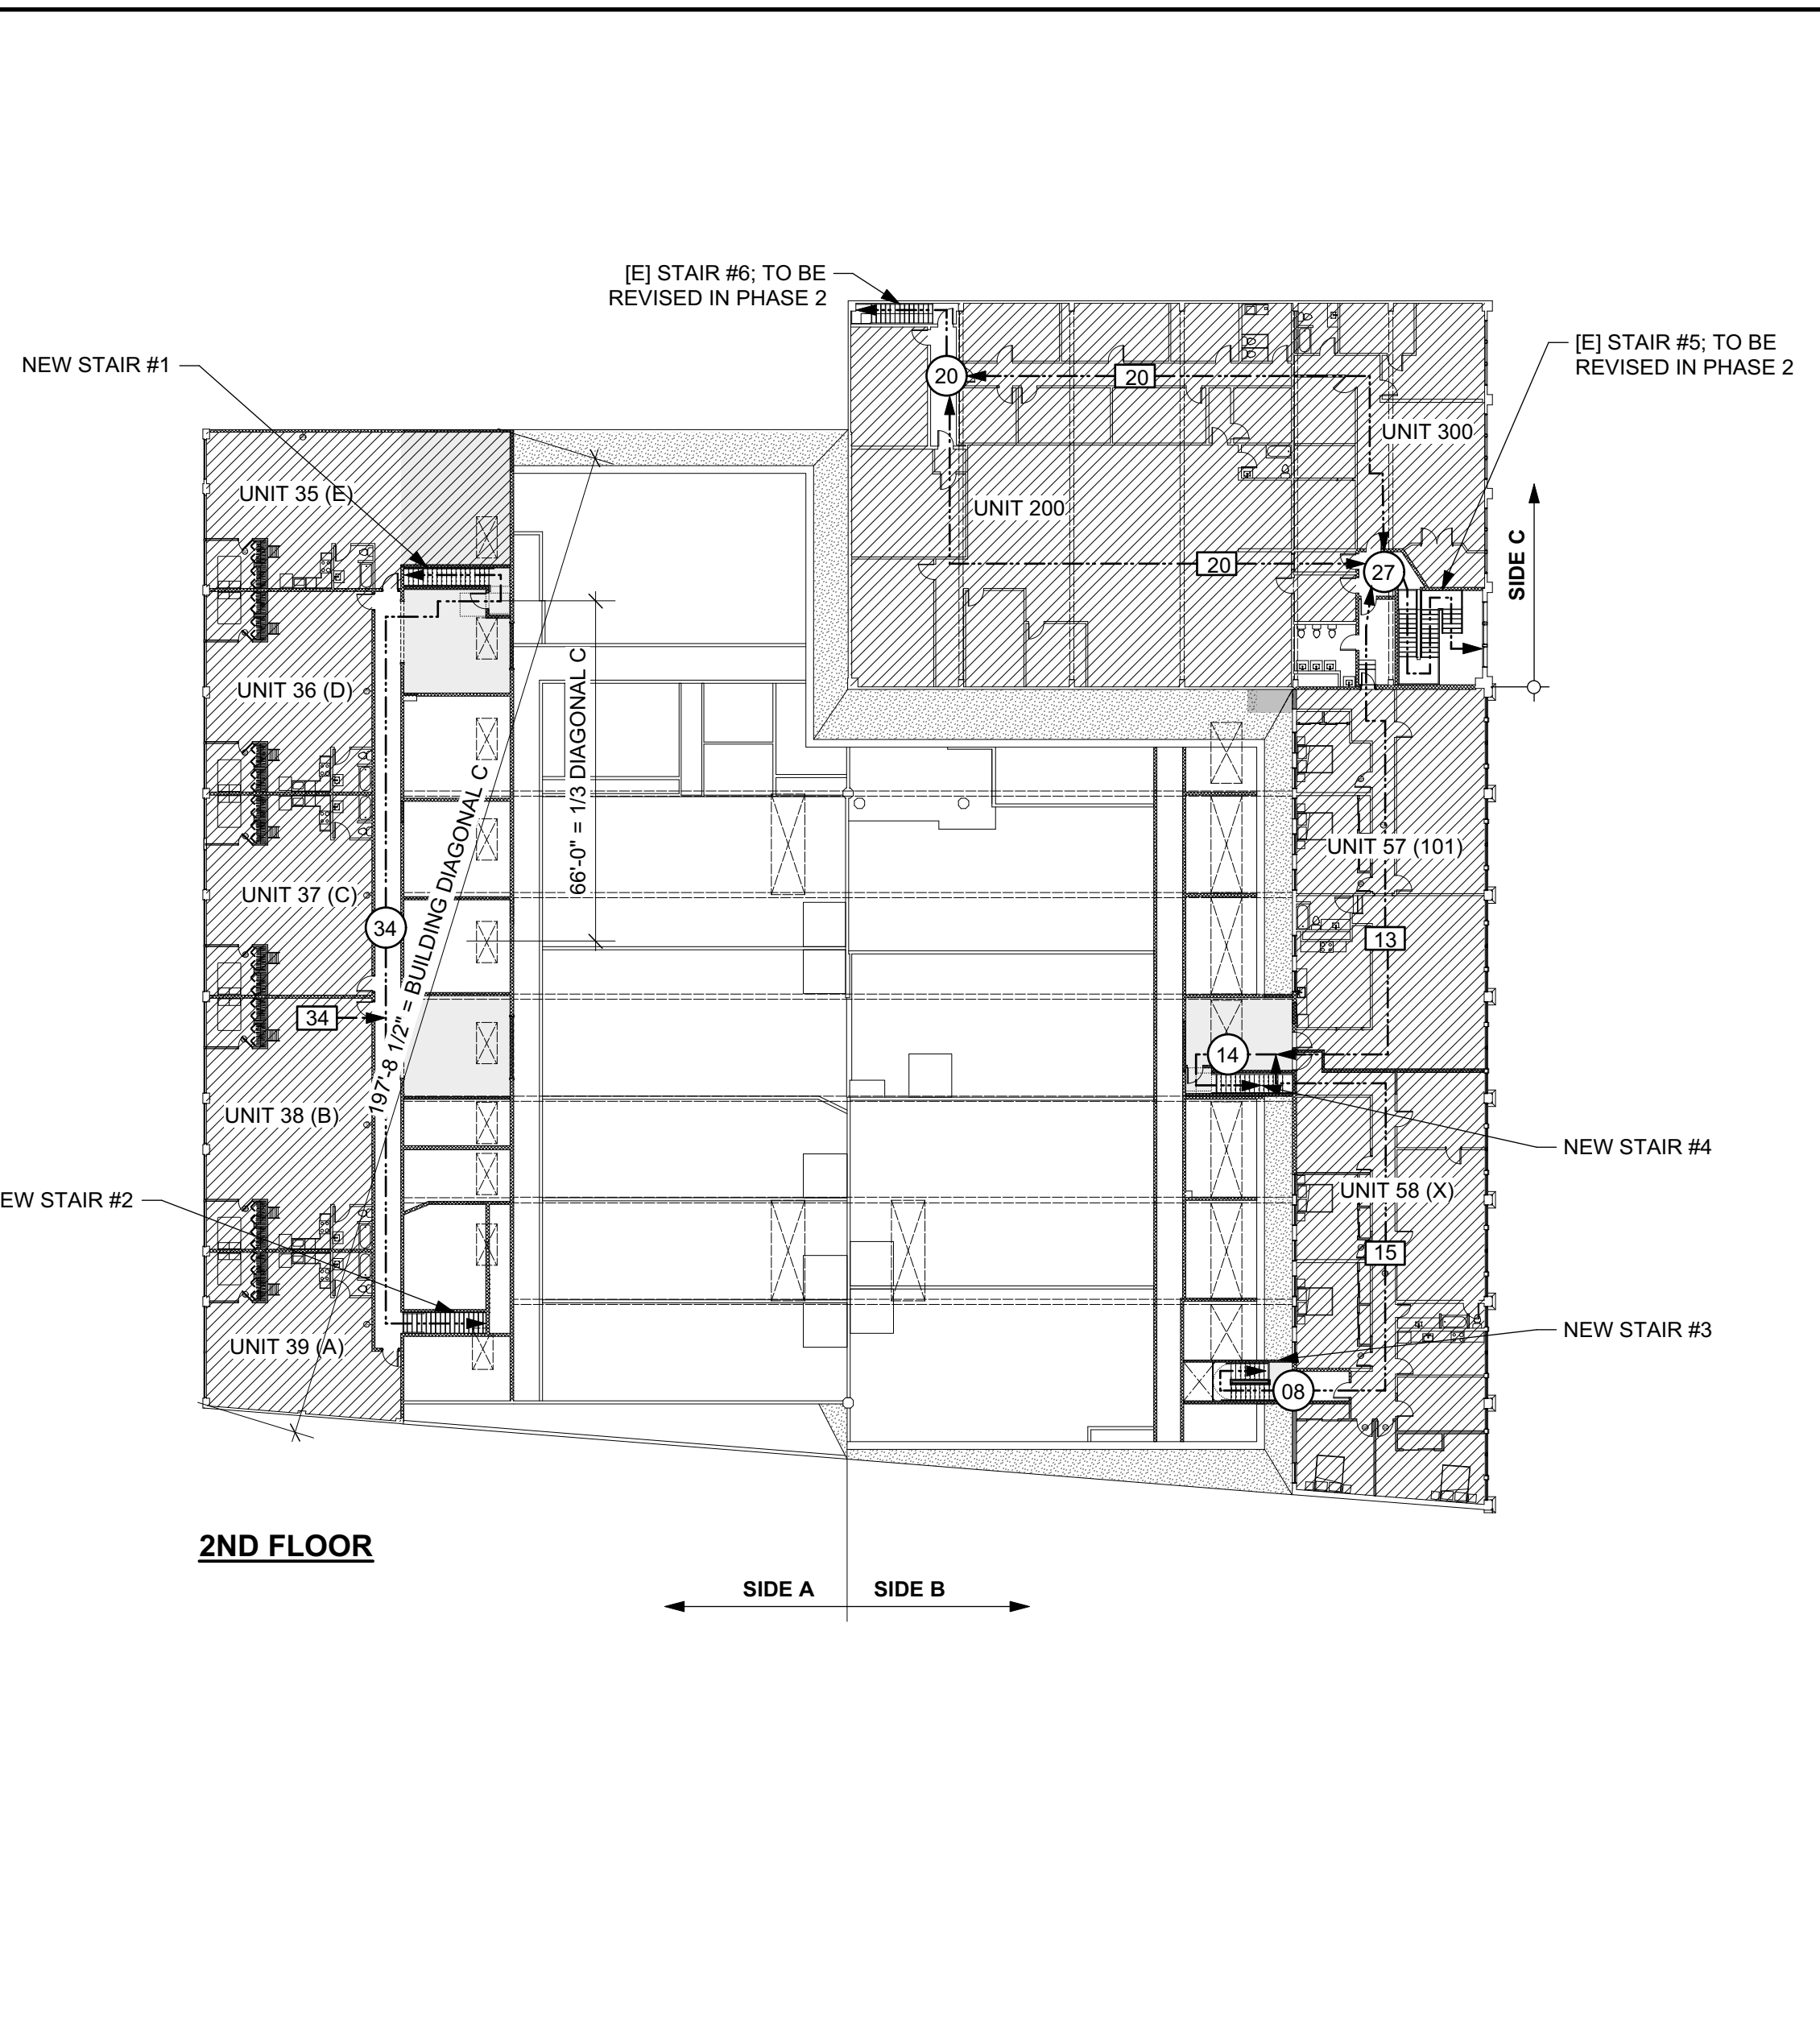 [E] STAIR #6; TO BE
REVISED IN PHASE 2
[E] STAIR #5; TO BE
REVISED IN PHASE 2
NEW STAIR #1
20
20
UNIT 300
UNIT 35 (E)
UNIT 200
SIDE C
20
27
UNIT 36 (D)
66'-0" = 1/3 DIAGONAL C
197'-8 1/2" = BUILDING DIAGONAL C
UNIT 57 (101)
UNIT 37 (C)
34
13
34
14
UNIT 38 (B)
NEW STAIR #4
EW STAIR #2
UNIT 58 (X)
15
UNIT 39 (A)
NEW STAIR #3
08
2ND FLOOR
SIDE A
SIDE B